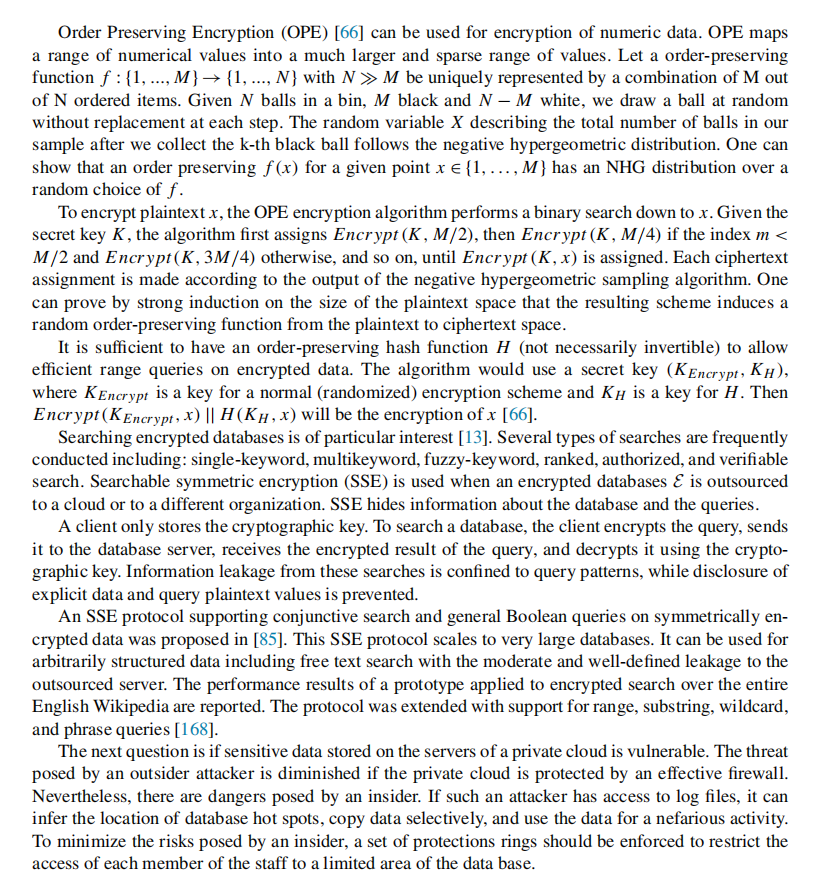 Order Preserving Encryption (OPE) [66] can be used for encryption of numeric data. OPE maps
a range of numerical values into a much larger and sparse range of values. Let a order-preserving
function f : {1, ..., M} → {1, ..., N} with N ≫ M be uniquely represented by a combination of M out
of N ordered items. Given N balls in a bin, M black and N − M white, we draw a ball at random
without replacement at each step. The random variable X describing the total number of balls in our
sample after we collect the k-th black ball follows the negative hypergeometric distribution. One can
show that an order preserving f(x) for a given point x ∈ {1, . . . , M} has an NHG distribution over a
random choice of f.
To encrypt plaintext x, the OPE encryption algorithm performs a binary search down to x. Given the
secret key K, the algorithm first assigns Encrypt(K, M/2), then Encrypt(K, M/4) if the index m <
M/2 and Encrypt(K, 3M/4) otherwise, and so on, until Encrypt(K, x) is assigned. Each ciphertext
assignment is made according to the output of the negative hypergeometric sampling algorithm. One
can prove by strong induction on the size of the plaintext space that the resulting scheme induces a
random order-preserving function from the plaintext to ciphertext space.
It is sufficient to have an order-preserving hash function H (not necessarily invertible) to allow
efficient range queries on encrypted data. The algorithm would use a secret key (K_Encrypt, K_H),
where K_Encrypt is a key for a normal (randomized) encryption scheme and K_H is a key for H. Then
Encrypt(K_Encrypt, x) || H(K_H, x) will be the encryption of x [66].
Searching encrypted databases is of particular interest [13]. Several types of searches are frequently
conducted including: single-keyword, multikeyword, fuzzy-keyword, ranked, authorized, and verifiable
search. Searchable symmetric encryption (SSE) is used when an encrypted databases ℰ is outsourced
to a cloud or to a different organization. SSE hides information about the database and the queries.
A client only stores the cryptographic key. To search a database, the client encrypts the query, sends
it to the database server, receives the encrypted result of the query, and decrypts it using the crypto-
graphic key. Information leakage from these searches is confined to query patterns, while disclosure of
explicit data and query plaintext values is prevented.
An SSE protocol supporting conjunctive search and general Boolean queries on symmetrically en-
crypted data was proposed in [85]. This SSE protocol scales to very large databases. It can be used for
arbitrarily structured data including free text search with the moderate and well-defined leakage to the
outsourced server. The performance results of a prototype applied to encrypted search over the entire
English Wikipedia are reported. The protocol was extended with support for range, substring, wildcard,
and phrase queries [168].
The next question is if sensitive data stored on the servers of a private cloud is vulnerable. The threat
posed by an outsider attacker is diminished if the private cloud is protected by an effective firewall.
Nevertheless, there are dangers posed by an insider. If such an attacker has access to log files, it can
infer the location of database hot spots, copy data selectively, and use the data for a nefarious activity.
To minimize the risks posed by an insider, a set of protections rings should be enforced to restrict the
access of each member of the staff to a limited area of the data base.